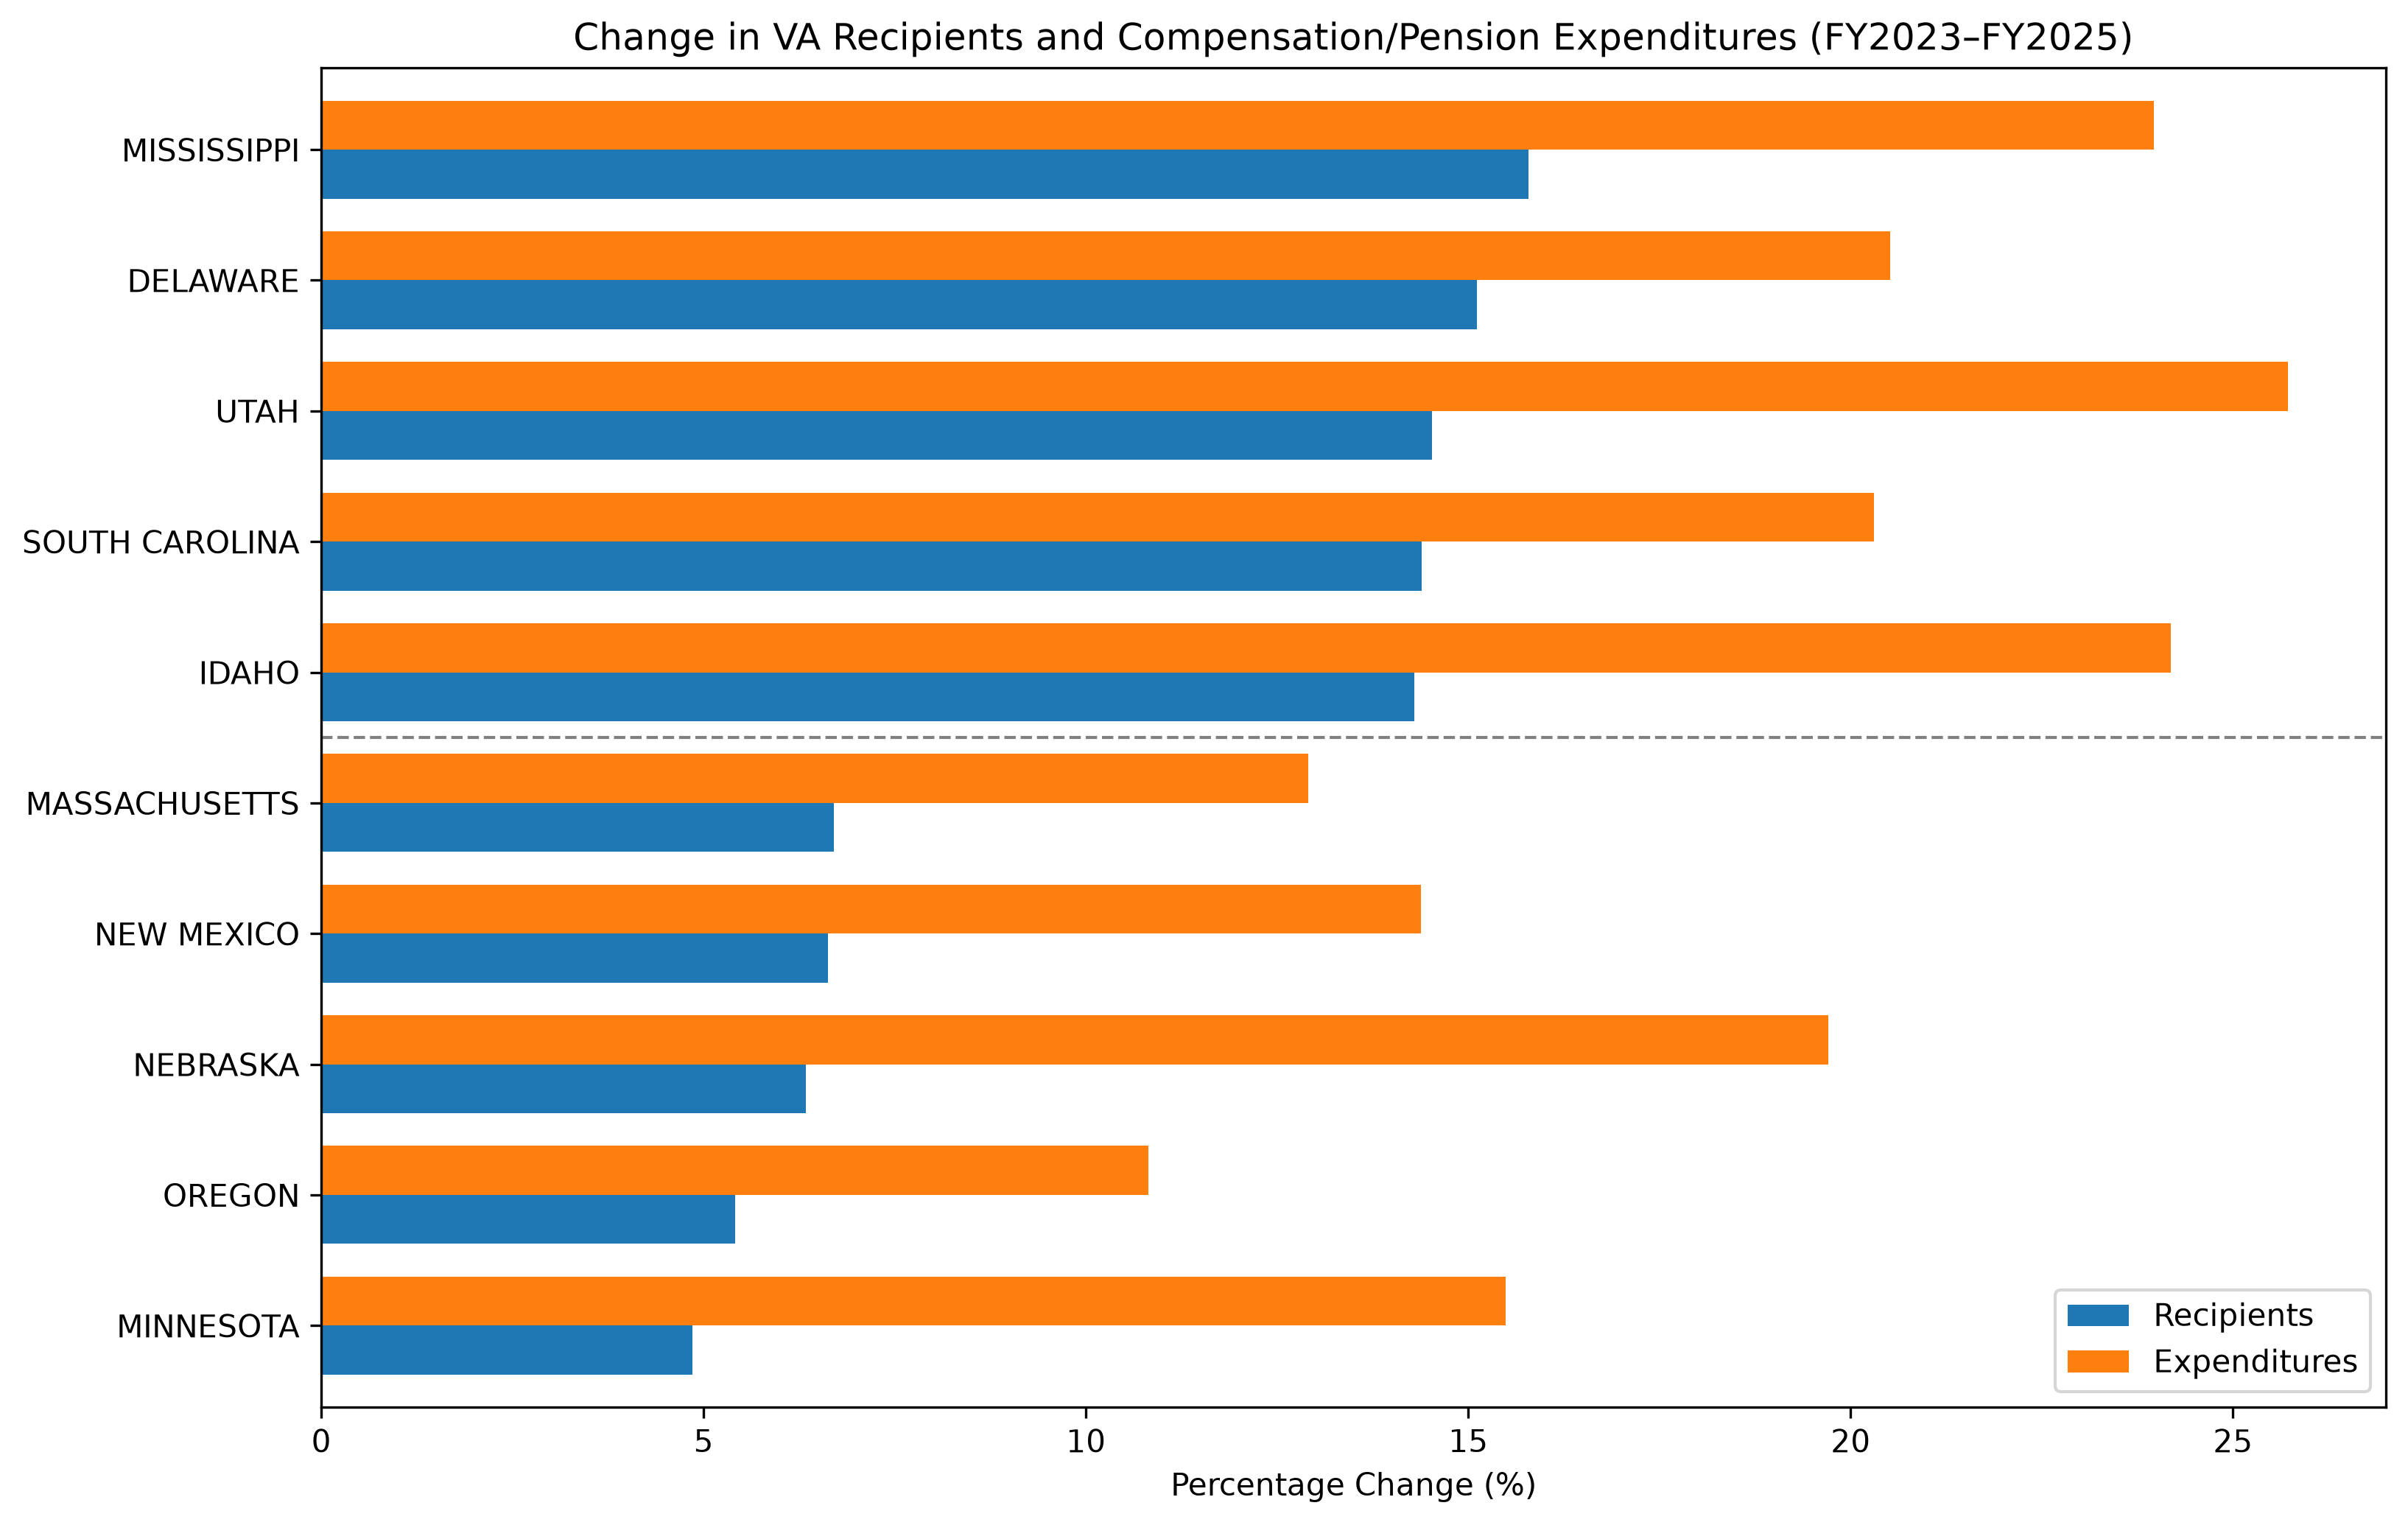 Change in VA Recipients and Compensation/Pension Expenditures (FY2023–FY2025)
MISSISSIPPI
DELAWARE
UTAH
SOUTH CAROLINA
IDAHO
MASSACHUSETTS
NEW MEXICO
NEBRASKA
OREGON
MINNESOTA
Recipients
Expenditures
0 5 10 15 20 25
Percentage Change (%)